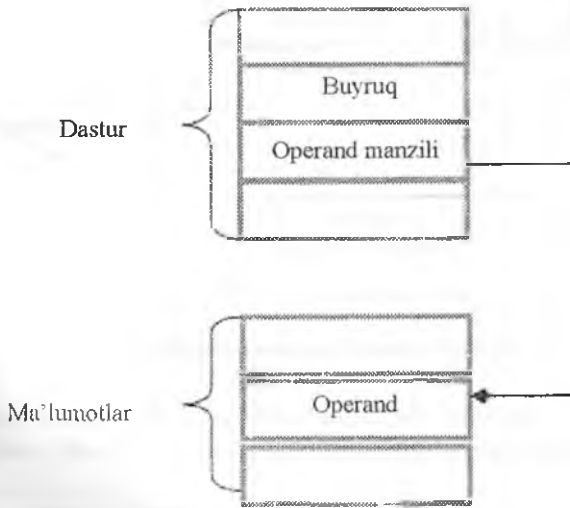 Buyruq
Dastur
Operand manzili
Operand
Ma'lumotlar